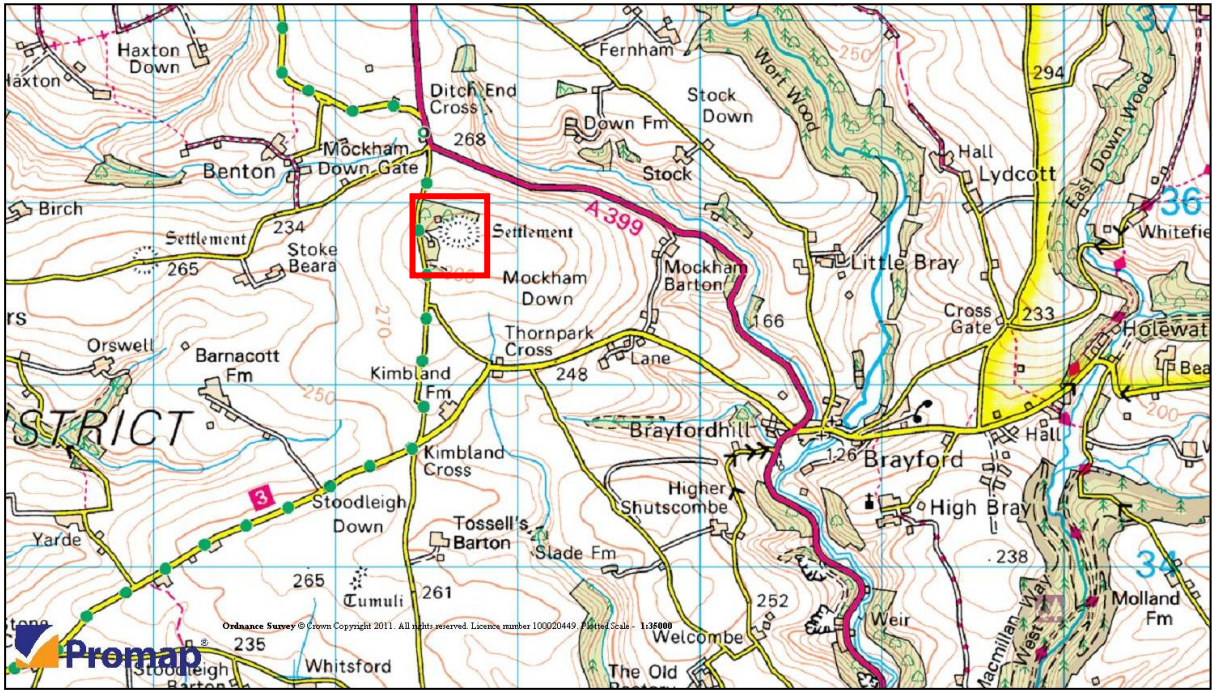 37
Haxton
Down
Haxton
Fernham
250
294
Ditch End
Cross
268
Stock
Down
Wort Wood
East Down Wood
Down Fm
Hall
Lydcott
Mockham
Down Gate
Benton
Stock
36
Birch
A 399
Whitefie
234
Settlement
265
Settlement
Stoke
Beara
Mockham
Down
Mockham
Barton
Little Bray
270
166
Cross
Gate
233
Holewat
rs
Orswell
Thornpark
Cross
Lane
248
Barnacott
Fm
Kimbland
Fm
250
Bea
200
STRICT
Brayfordhill
Hall
Kimbland
Cross
126
Brayford
3
Stoodleigh
Down
Higher
Shutscombe
High Bray
Yarde
Tossell's
Barton
Slade Fm
238
34
265
Tumuli
261
252
Molland
Fm
Macmillan Way
West
Ordnance Survey © Crown Copyright 2011. All rights reserved. Licence number 100020449. Plotted Scale - 1:35000
Weir
Promap®
235
Welcombe
Stoodleigh
Barton
Whitsford
The Old